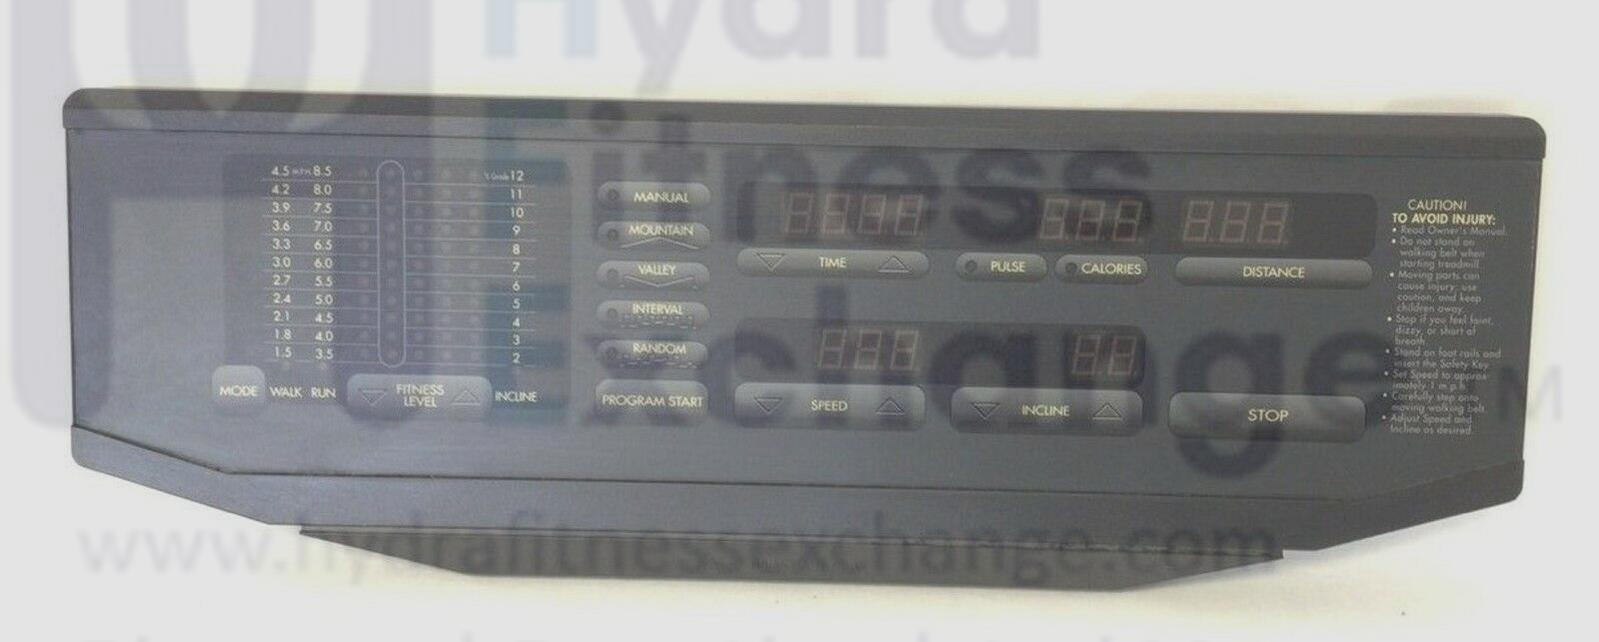 Hydra
Fitness
Exchange
www.hydrafitnessexchange.com
4.5 m.p.h. 8.5
4.2 8.0
3.9 7.5
3.6 7.0
3.3 6.5
3.0 6.0
2.7 5.5
2.4 5.0
2.1 4.5
1.8 4.0
1.5 3.5
% Grade 12
11
10
9
8
7
6
5
4
3
2
MODE
WALK RUN
FITNESS
LEVEL
INCLINE
MANUAL
MOUNTAIN
VALLEY
INTERVAL
RANDOM
PROGRAM START
TIME
PULSE
CALORIES
DISTANCE
SPEED
INCLINE
STOP
CAUTION!
TO AVOID INJURY:
• Read Owner's Manual.
• Do not stand on
walking belt when
starting treadmill.
• Moving parts can
cause injury: use
caution, and keep
children away.
• Stop if you feel faint,
dizzy, or short of
breath.
• Stand on foot rails and
insert the Safety Key
• Set Speed to approx-
imately 1 m.p.h.
• Carefully step onto
moving walking belt
• Adjust Speed and
Incline as desired.